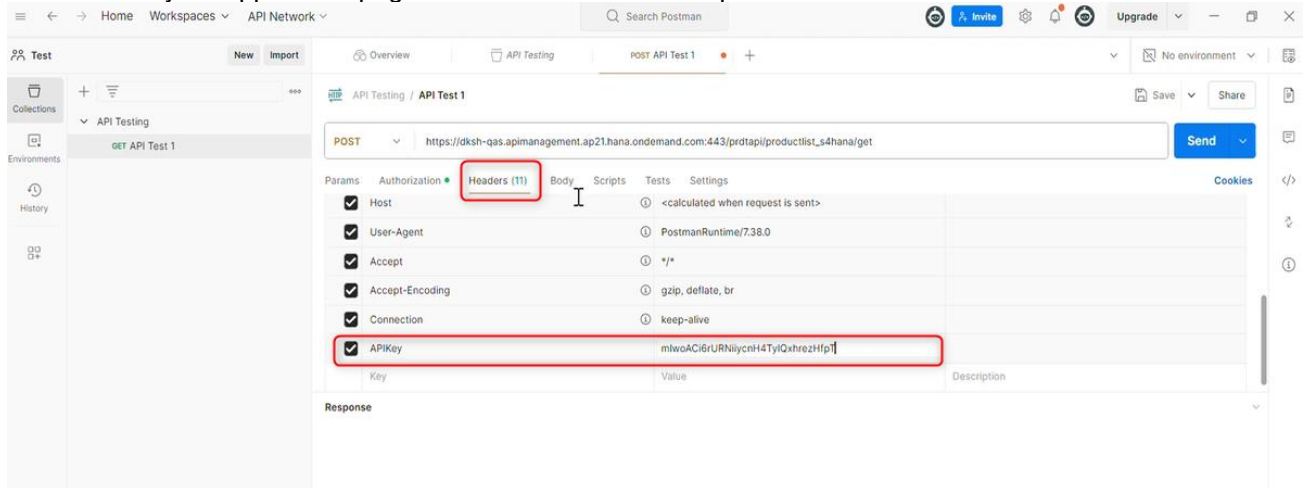 Home Workspaces API Network Search Postman Invite Upgrade
Test New Import Overview API Testing POST API Test 1 No environment
Collections
API Testing / API Test 1 Save Share
API Testing
GET API Test 1
Environments
POST https://dksh-qas.apimanagement.ap21.hana.ondemand.com:443/prdtapi/productlist_s4hana/get Send
Params Authorization Headers (11) Body Scripts Tests Settings Cookies
History
Host <calculated when request is sent>
User-Agent PostmanRuntime/7.38.0
Accept */*
Accept-Encoding gzip, deflate, br
Connection keep-alive
APIKey
Key Value Description
Response